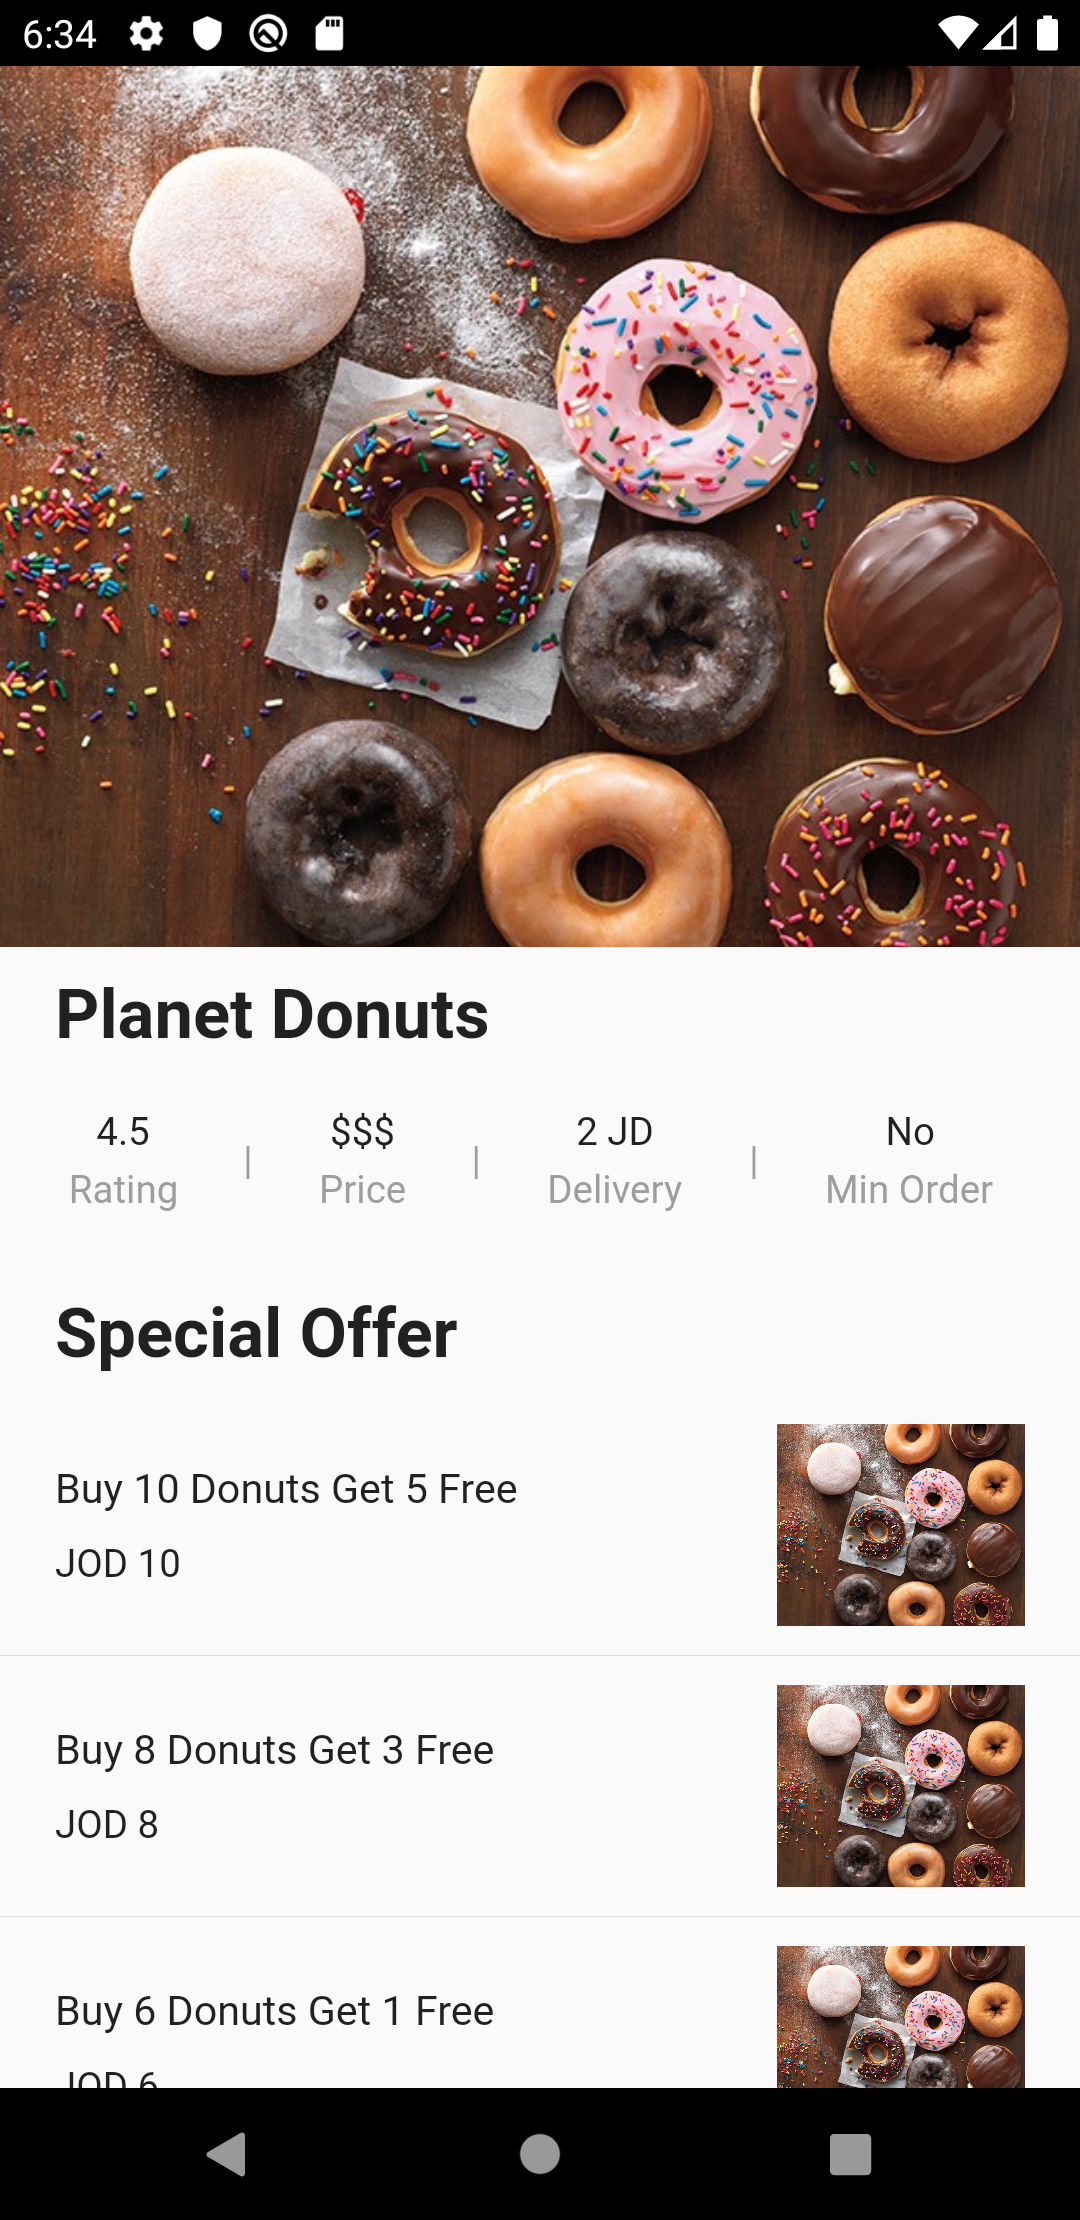 6:34
Planet Donuts
4.5 | $$$ | 2 JD | No
Rating Price Delivery Min Order
Special Offer
Buy 10 Donuts Get 5 Free
JOD 10
Buy 8 Donuts Get 3 Free
JOD 8
Buy 6 Donuts Get 1 Free
JOD 6